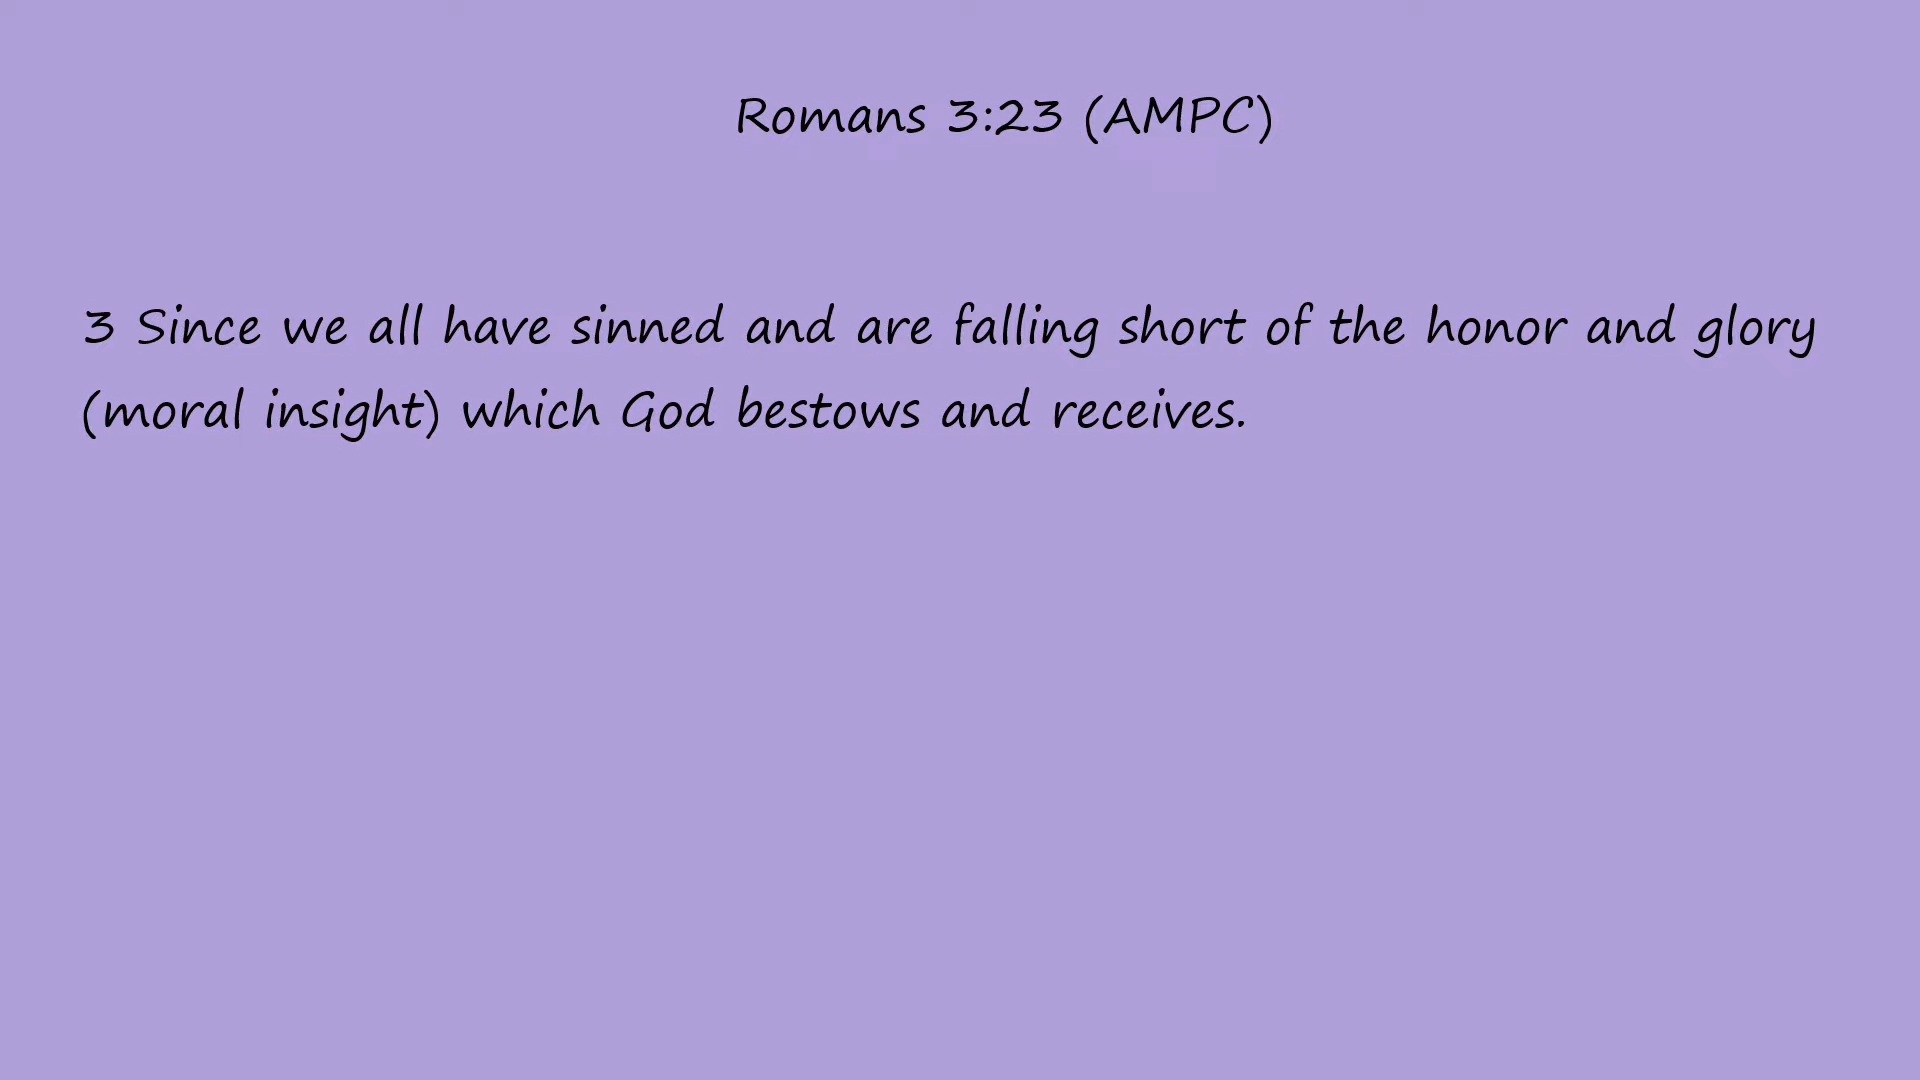 Romans 3:23 (AMPC)
3 Since we all have sinned and are falling short of the honor and glory
(moral insight) which God bestows and receives.